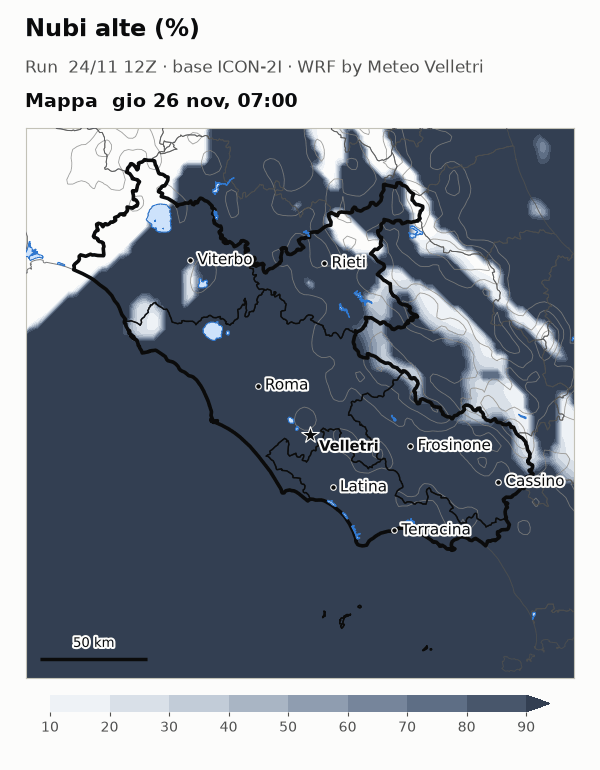 Nubi alte (%)
Run  24/11 12Z · base ICON-2I · WRF by Meteo Velletri
Mappa  gio 26 nov, 07:00
Viterbo
Rieti
Roma
Velletri
Frosinone
Cassino
Latina
Terracina
50 km
10 20 30 40 50 60 70 80 90